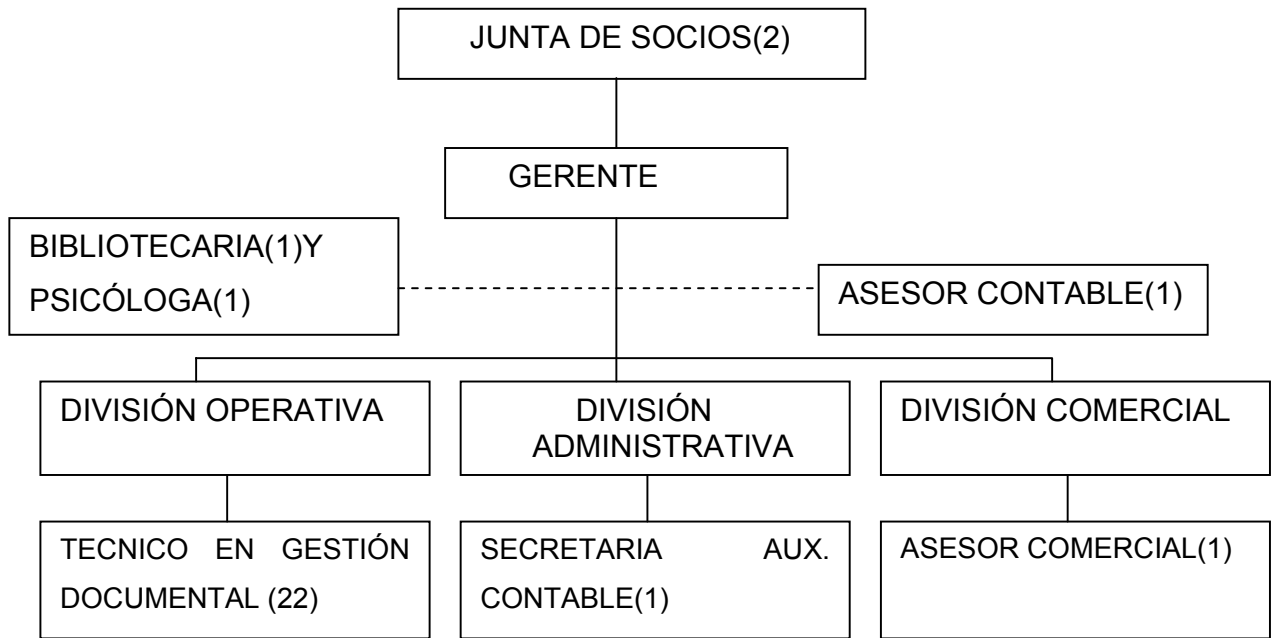 JUNTA DE SOCIOS(2)
GERENTE
BIBLIOTECARIA(1)Y
PSICÓLOGA(1)
ASESOR CONTABLE(1)
DIVISIÓN OPERATIVA
DIVISIÓN
ADMINISTRATIVA
DIVISIÓN COMERCIAL
TECNICO EN GESTIÓN
DOCUMENTAL (22)
SECRETARIA AUX.
CONTABLE(1)
ASESOR COMERCIAL(1)